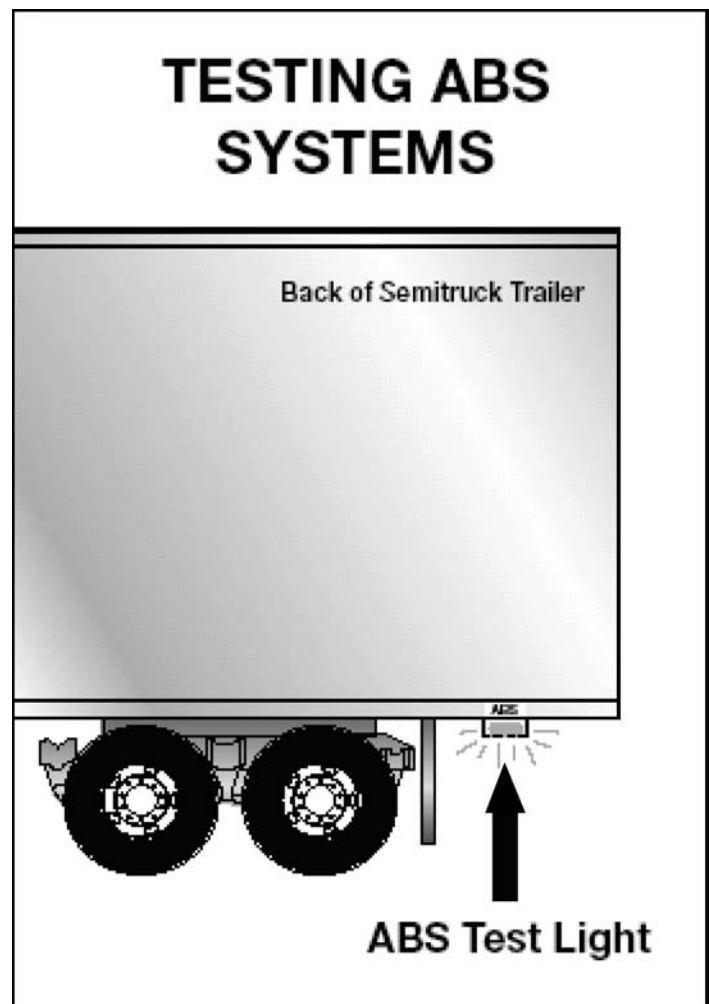 TESTING ABS
SYSTEMS
Back of Semitruck Trailer
ABS
ABS Test Light